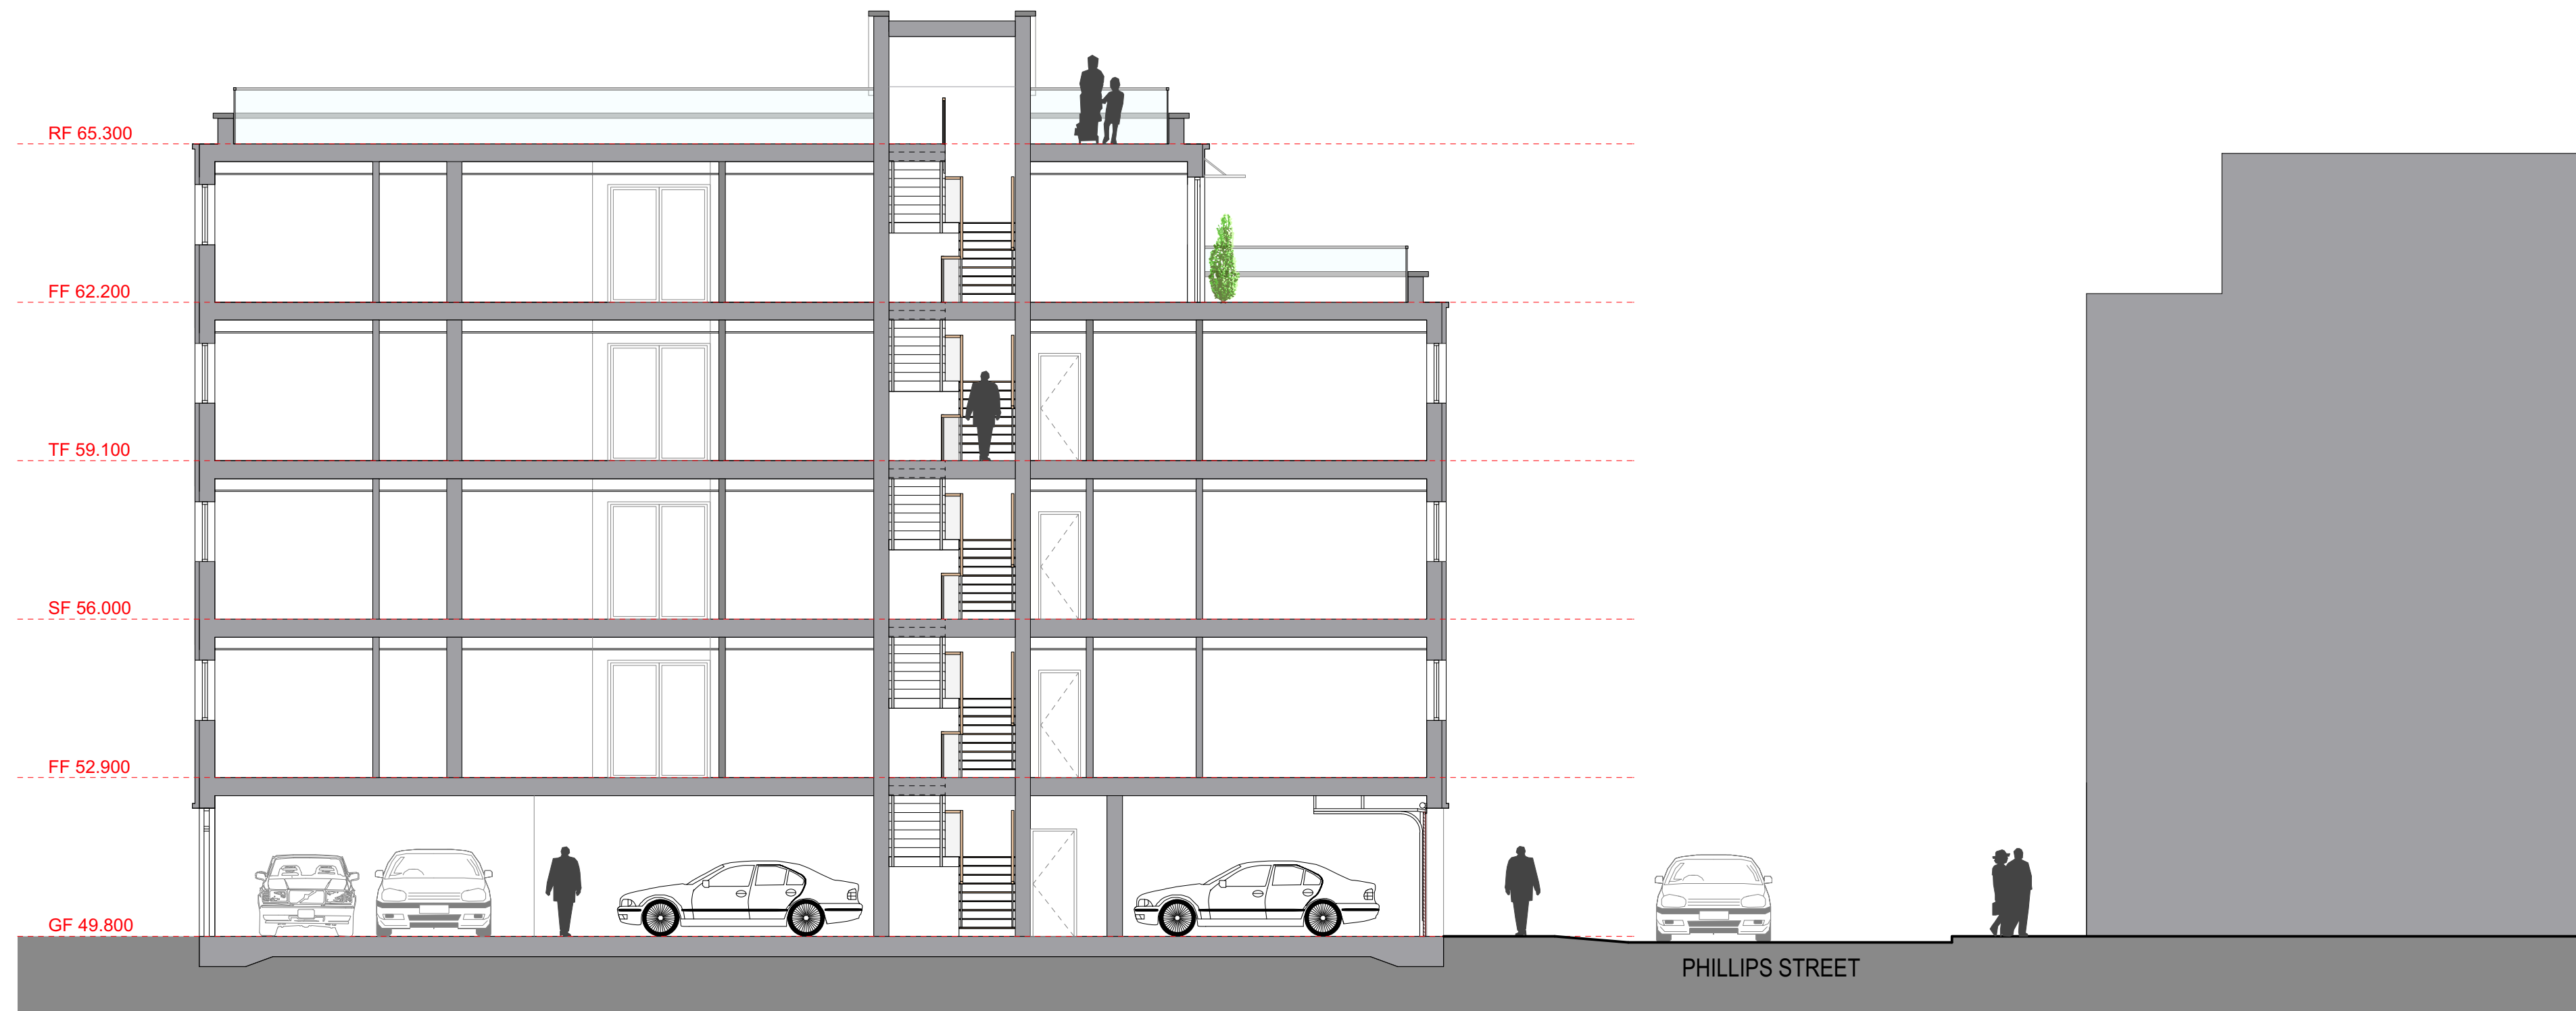 RF 65.300
FF 62.200
TF 59.100
SF 56.000
FF 52.900
GF 49.800
PHILLIPS STREET